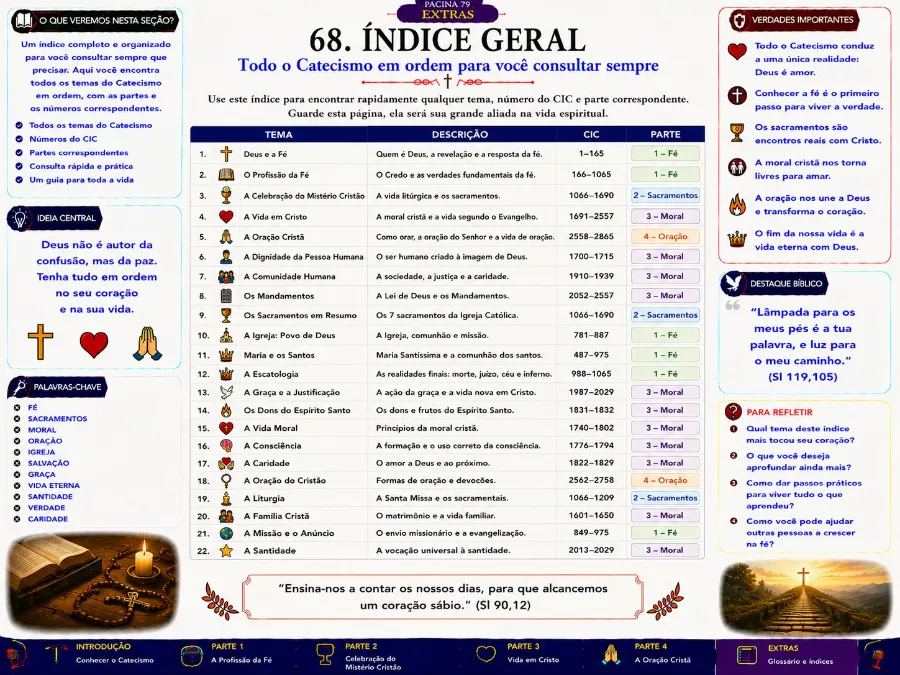 PÁGINA 79
EXTRAS
68. ÍNDICE GERAL
Todo o Catecismo em ordem para você consultar sempre
Use este índice para encontrar rapidamente qualquer tema, número do CIC e parte correspondente.
Guarde esta página, ela será sua grande aliada na vida espiritual.
O QUE VEREMOS NESTA SEÇÃO?
Um índice completo e organizado
para você consultar sempre que
precisar. Aqui você encontra
todos os temas do Catecismo
em ordem, com as partes e
os números correspondentes.
Todos os temas do Catecismo
Números do CIC
Partes correspondentes
Consulta rápida e prática
Um guia para toda a vida
IDEIA CENTRAL
Deus não é autor da
confusão, mas da paz.
Tenha tudo em ordem
no seu coração
e na sua vida.
PALAVRAS-CHAVE
FÉ
SACRAMENTOS
MORAL
ORAÇÃO
IGREJA
SALVAÇÃO
GRAÇA
VIDA ETERNA
SANTIDADE
VERDADE
CARIDADE
TEMA DESCRIÇÃO CIC PARTE
1. Deus e a Fé Quem é Deus, a revelação e a resposta da fé. 1–165 1 – Fé
2. O Profissão da Fé O Credo e as verdades fundamentais da fé. 166–1065 1 – Fé
3. A Celebração do Mistério Cristão A vida litúrgica e os sacramentos. 1066–1690 2 – Sacramentos
4. A Vida em Cristo A moral cristã e a vida segundo o Evangelho. 1691–2557 3 – Moral
5. A Oração Cristã Como orar, a oração do Senhor e a vida de oração. 2558–2865 4 – Oração
6. A Dignidade da Pessoa Humana O ser humano criado à imagem de Deus. 1700–1715 3 – Moral
7. A Comunidade Humana A sociedade, a justiça e a caridade. 1910–1939 3 – Moral
8. Os Mandamentos A Lei de Deus e os Mandamentos. 2052–2557 3 – Moral
9. Os Sacramentos em Resumo Os 7 sacramentos da Igreja Católica. 1066–1690 2 – Sacramentos
10. A Igreja: Povo de Deus A Igreja, comunhão e missão. 781–887 1 – Fé
11. Maria e os Santos Maria Santíssima e a comunhão dos santos. 487–975 1 – Fé
12. A Escatologia As realidades finais: morte, juízo, céu e inferno. 988–1065 1 – Fé
13. A Graça e a Justificação A ação da graça e a vida nova em Cristo. 1987–2029 3 – Moral
14. Os Dons do Espírito Santo Os dons e frutos do Espírito Santo. 1831–1832 3 – Moral
15. A Vida Moral Princípios da moral cristã. 1740–1802 3 – Moral
16. A Consciência A formação e o uso correto da consciência. 1776–1794 3 – Moral
17. A Caridade O amor a Deus e ao próximo. 1822–1829 3 – Moral
18. A Oração do Cristão Formas de oração e devoções. 2562–2758 4 – Oração
19. A Liturgia A Santa Missa e os sacramentais. 1066–1209 2 – Sacramentos
20. A Família Cristã O matrimônio e a vida familiar. 1601–1650 3 – Moral
21. A Missão e o Anúncio O envio missionário e a evangelização. 849–975 1 – Fé
22. A Santidade A vocação universal à santidade. 2013–2029 3 – Moral
“Ensina-nos a contar os nossos dias, para que alcancemos
um coração sábio.” (Sl 90,12)
VERDADES IMPORTANTES
Todo o Catecismo conduz
a uma única realidade:
Deus é amor.
Conhecer a fé é o primeiro
passo para viver a verdade.
Os sacramentos são
encontros reais com Cristo.
A moral cristã nos torna
livres para amar.
A oração nos une a Deus
e transforma o coração.
O fim da nossa vida é a
vida eterna com Deus.
DESTAQUE BÍBLICO
“Lâmpada para os
meus pés é a tua
palavra, e luz para
o meu caminho.”
(Sl 119,105)
PARA REFLETIR
1 Qual tema deste índice
mais tocou seu coração?
2 O que você deseja
aprofundar ainda mais?
3 Como dar passos práticos
para viver tudo o que
aprendeu?
4 Como você pode ajudar
outras pessoas a crescer
na fé?
INTRODUÇÃO
Conhecer o Catecismo
PARTE 1
A Profissão da Fé
PARTE 2
Celebração do
Mistério Cristão
PARTE 3
Vida em Cristo
PARTE 4
A Oração Cristã
EXTRAS
Glossário e índices